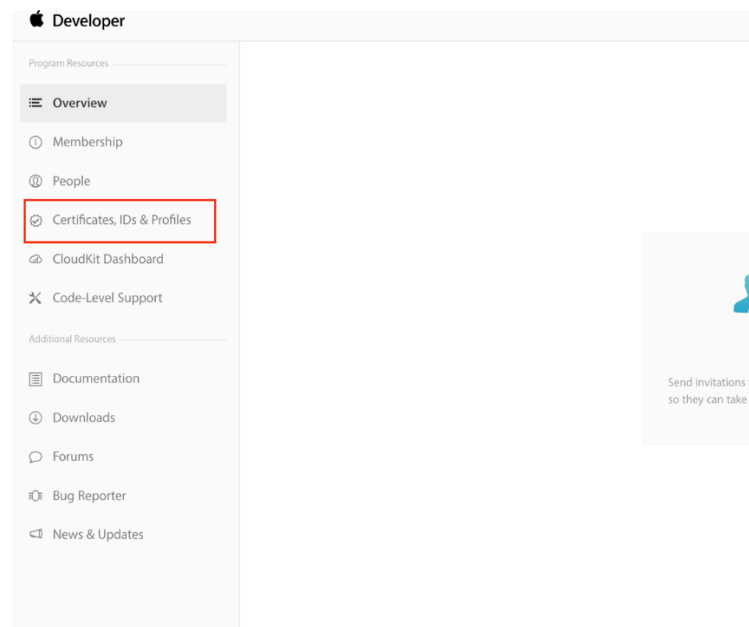 Developer
Program Resources
Overview
Membership
People
Certificates, IDs & Profiles
CloudKit Dashboard
Code-Level Support
Additional Resources
Documentation
Downloads
Forums
Bug Reporter
News & Updates
Send invitations
so they can take